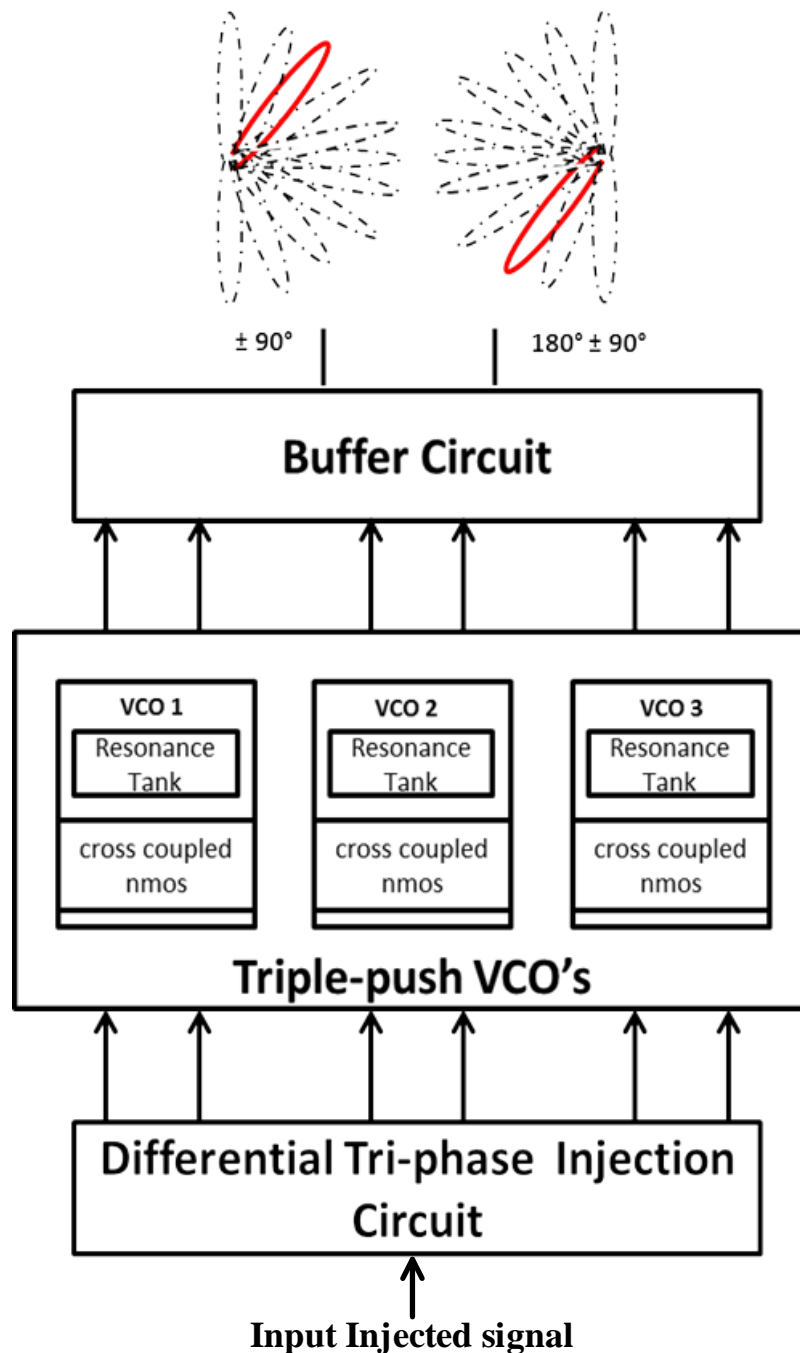 ± 90°
180° ± 90°
Buffer Circuit
VCO 1
Resonance
Tank
cross coupled
nmos
VCO 2
Resonance
Tank
cross coupled
nmos
VCO 3
Resonance
Tank
cross coupled
nmos
Triple-push VCO’s
Differential Tri-phase Injection
Circuit
Input Injected signal